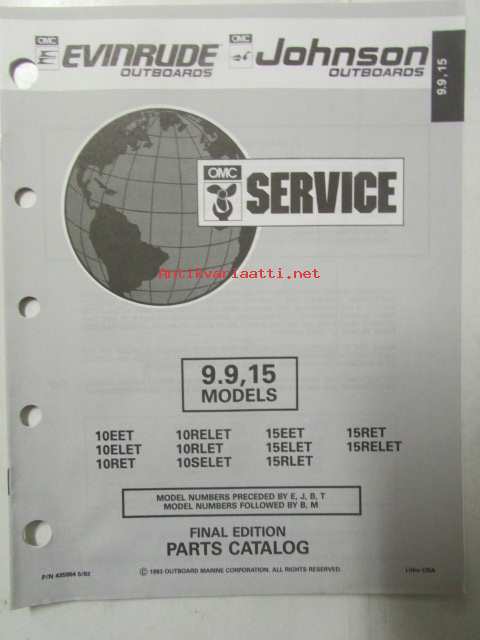 OMC EVINRUDE OUTBOARDS
OMC Johnson OUTBOARDS
9.9,15
OMC SERVICE
Antikvariaatti.net
9.9,15
MODELS
10EET 10RELET 15EET 15RET
10ELET 10RLET 15ELET 15RELET
10RET 10SELET 15RLET
MODEL NUMBERS PRECEDED BY E, J, B, T
MODEL NUMBERS FOLLOWED BY B, M
FINAL EDITION
PARTS CATALOG
© 1993 OUTBOARD MARINE CORPORATION. ALL RIGHTS RESERVED.